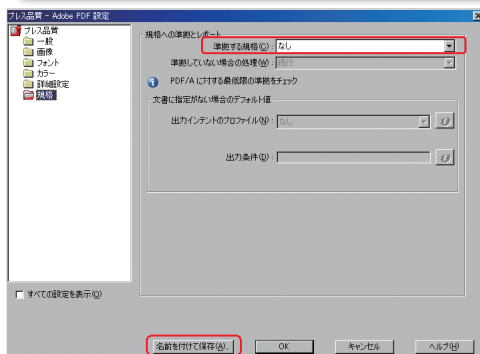 プレス品質 - Adobe PDF 設定
プレス品質
一般
画像
フォント
カラー
詳細設定
規格
規格への準拠とレポート
準拠する規格(C): なし
準拠していない場合の処理(W): 続行
PDF/A に対する最低限の準拠をチェック
文書に指定がない場合のデフォルト値
出力インテントのプロファイル(N): なし
出力条件(D):
すべての設定を表示(O)
名前を付けて保存(A)...
OK
キャンセル
ヘルプ(H)